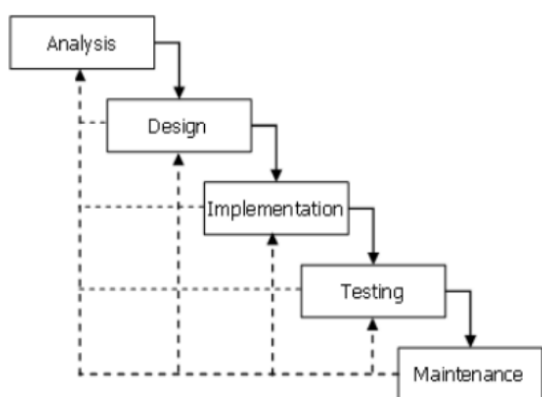 Analysis
Design
Implementation
Testing
Maintenance